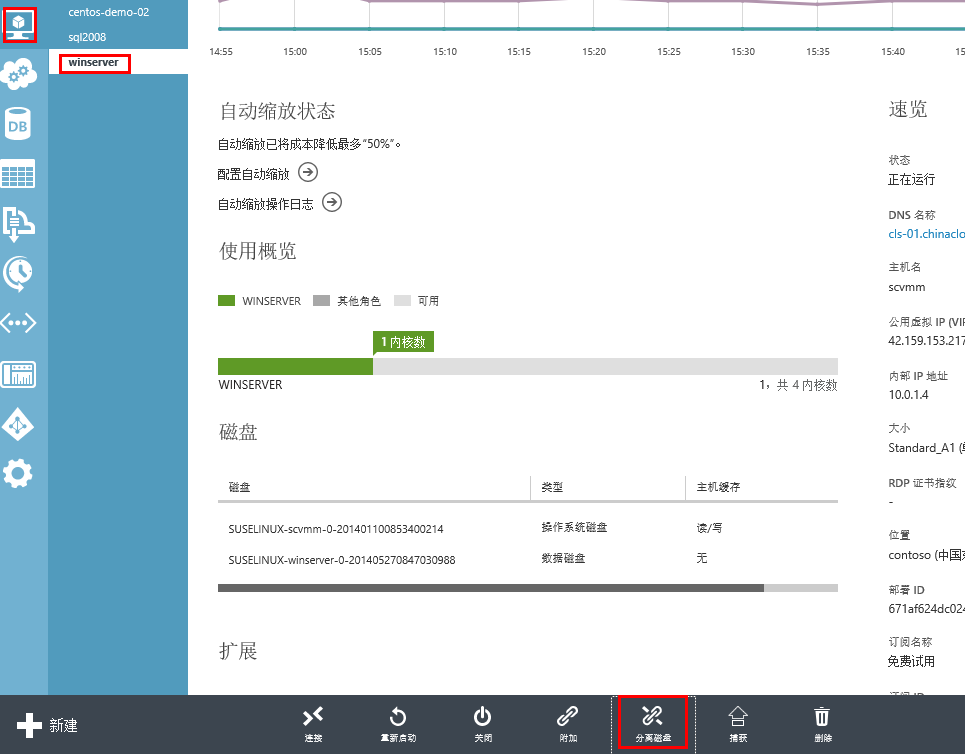 centos-demo-02
sql2008
winserver
DB
14:55 15:00 15:05 15:10 15:15 15:20 15:25 15:30 15:35 15:40 15
自动缩放状态
自动缩放已将成本降低最多“50%”。
配置自动缩放
自动缩放操作日志
使用概览
WINSERVER 其他角色 可用
1 内核数
WINSERVER 1，共 4 内核数
磁盘
磁盘 类型 主机缓存
SUSELINUX-scvmm-0-201401100853400214 操作系统磁盘 读/写
SUSELINUX-winserver-0-201405270847030988 数据磁盘 无
扩展
速览
状态
正在运行
DNS 名称
cls-01.chinaclo
主机名
scvmm
公用虚拟 IP (VIP
42.159.153.217
内部 IP 地址
10.0.1.4
大小
Standard_A1 (
RDP 证书指纹
-
位置
contoso (中国
部署 ID
671af624dc024
订阅名称
免费试用
新建
连接 重新启动 关闭 附加 分离磁盘 捕获 删除